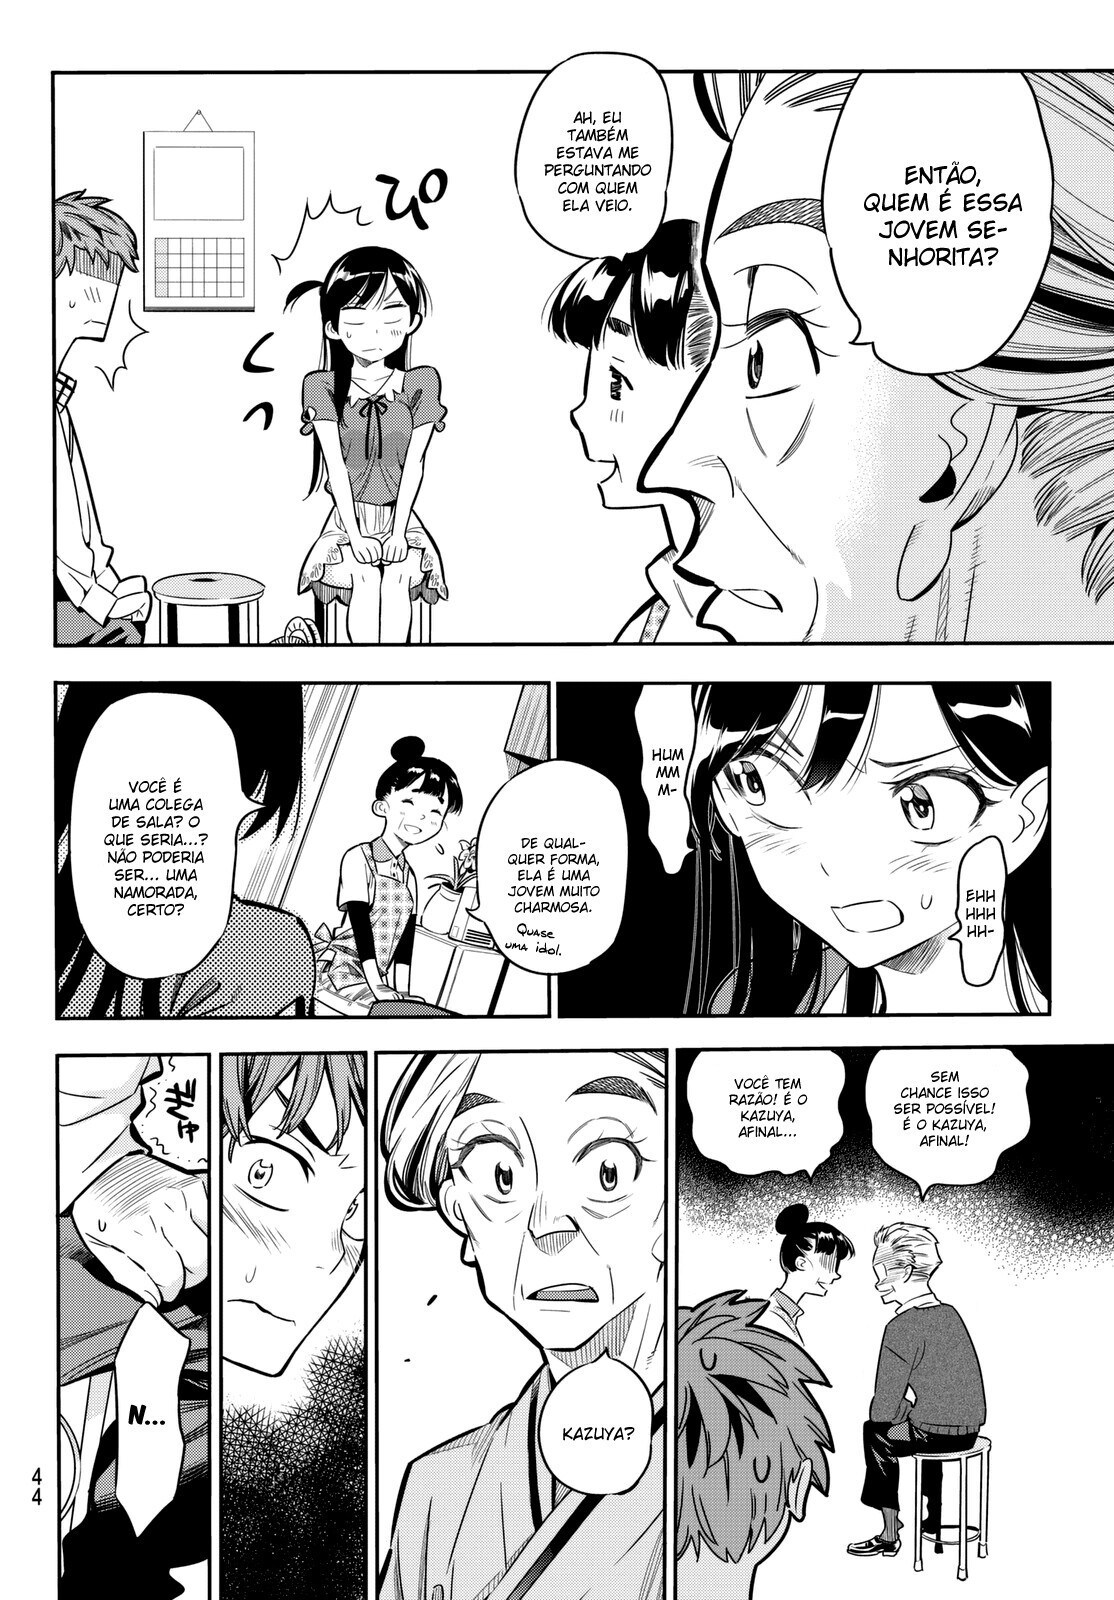 ENTÃO,
QUEM É ESSA
JOVEM SE-
NHORITA?
AH, EU
TAMBÉM
ESTAVA ME
PERGUNTANDO
COM QUEM
ELA VEIO.
ぴ
HUM
MM
M-
EHH
HHH
HH-
DE QUAL-
QUER FORMA,
ELA É UMA
JOVEM MUITO
CHARMOSA.
QUASE
UMA idol.
VOCÊ É
UMA COLEGA
DE SALA? O
QUE SERIA...?
NÃO PODERIA
SER... UMA
NAMORADA,
CERTO?
SEM
CHANCE ISSO
SER POSSÍVEL!
É O KAZUYA,
AFINAL!
VOCÊ TEM
RAZÃO! É O
KAZUYA,
AFINAL...
KAZUYA?
N...
44